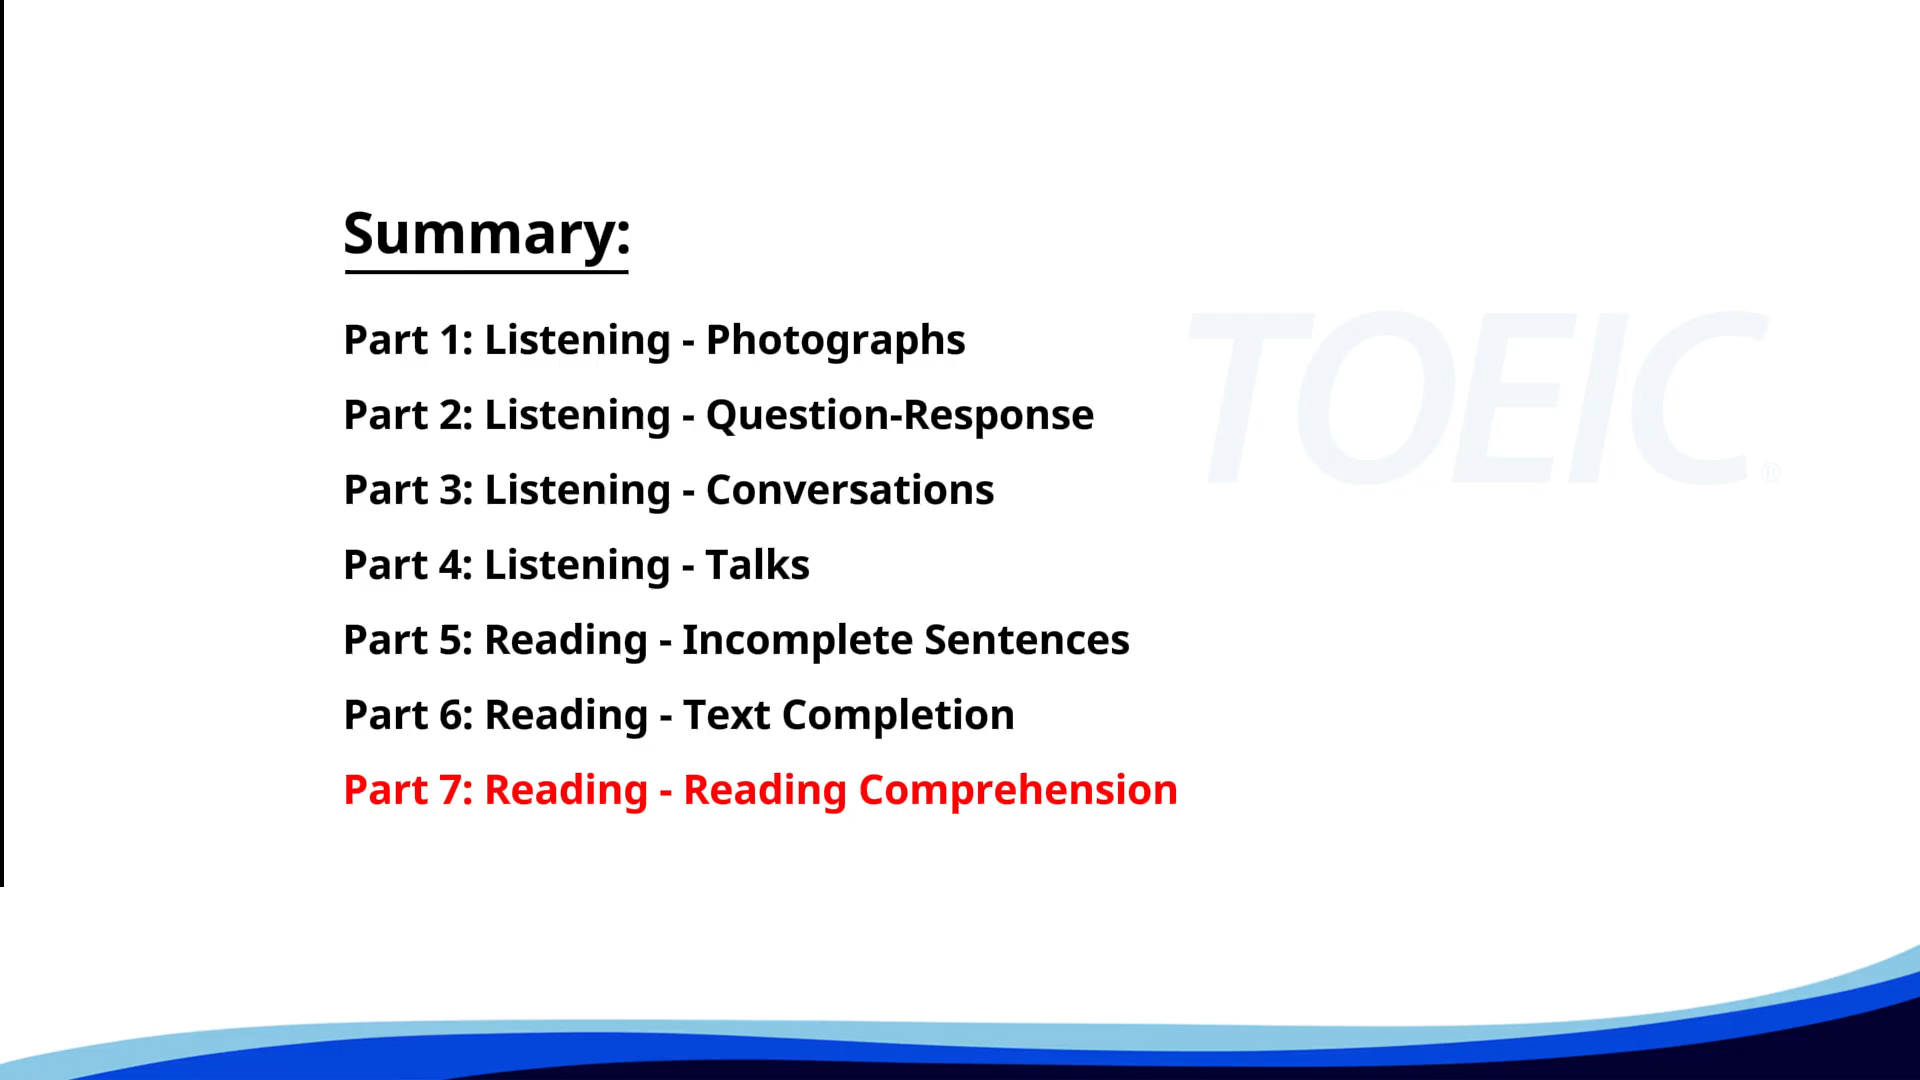 Summary:
Part 1: Listening - Photographs
TOEIC®
Part 2: Listening - Question-Response
Part 3: Listening - Conversations
Part 4: Listening - Talks
Part 5: Reading - Incomplete Sentences
Part 6: Reading - Text Completion
Part 7: Reading - Reading Comprehension